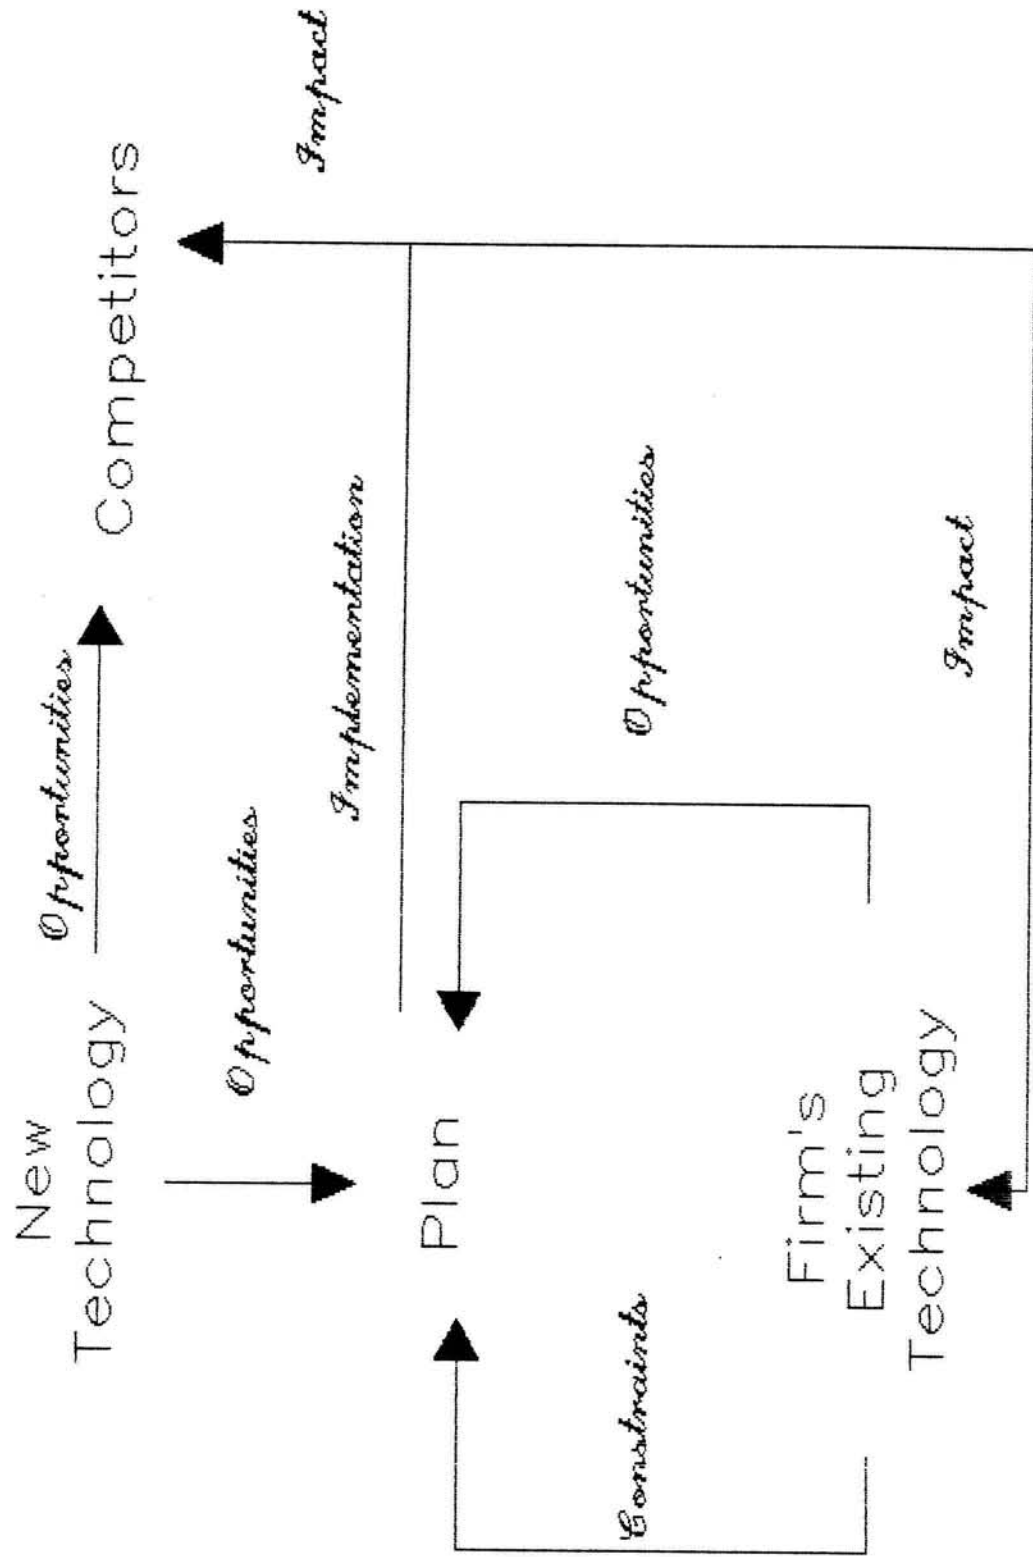 New
Technology
Opportunities
Competitors
Opportunities
Impact
Implementation
Plan
Constraints
Opportunities
Firm's
Existing
Technology
Impact